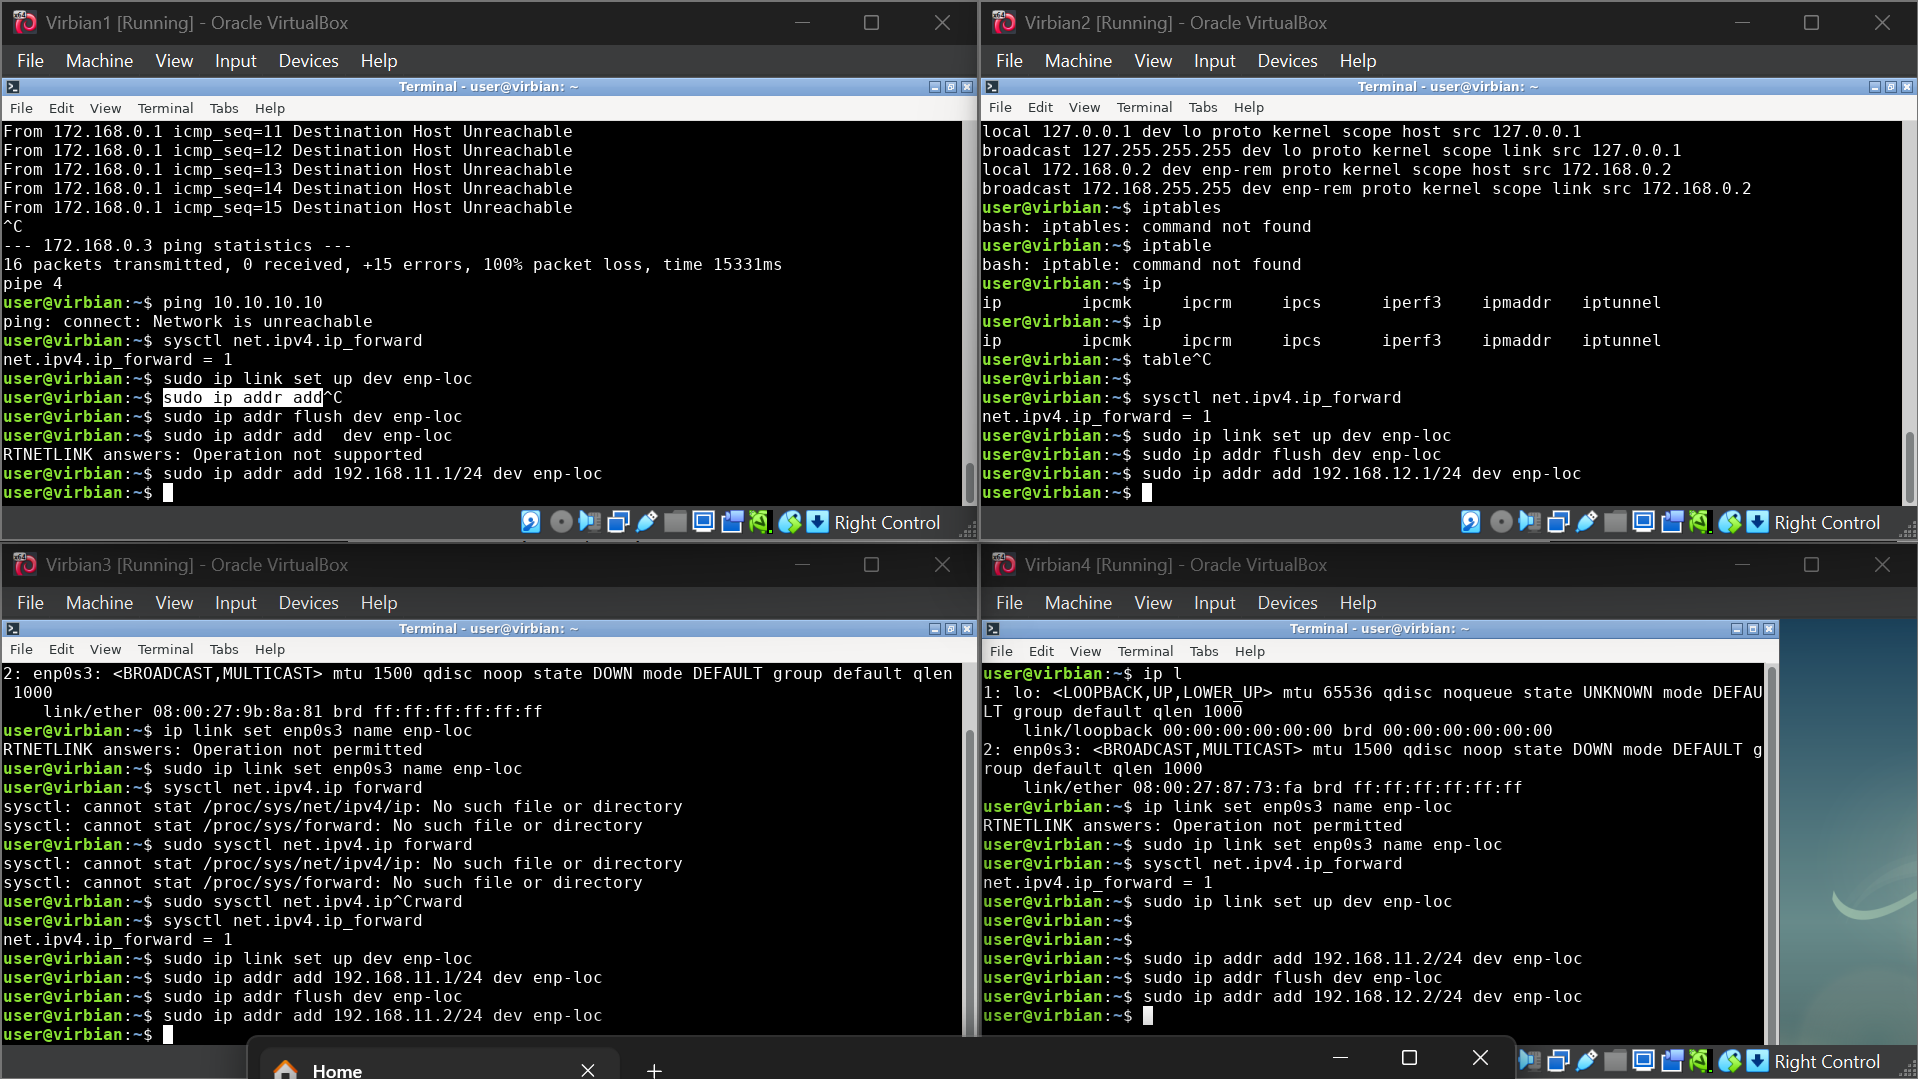 Virbian1 [Running] - Oracle VirtualBox
File Machine View Input Devices Help
Terminal - user@virbian: ~
File Edit View Terminal Tabs Help
From 172.168.0.1 icmp_seq=11 Destination Host Unreachable
From 172.168.0.1 icmp_seq=12 Destination Host Unreachable
From 172.168.0.1 icmp_seq=13 Destination Host Unreachable
From 172.168.0.1 icmp_seq=14 Destination Host Unreachable
From 172.168.0.1 icmp_seq=15 Destination Host Unreachable
^C
--- 172.168.0.3 ping statistics ---
16 packets transmitted, 0 received, +15 errors, 100% packet loss, time 15331ms
pipe 4
user@virbian:~$ ping 10.10.10.10
ping: connect: Network is unreachable
user@virbian:~$ sysctl net.ipv4.ip_forward
net.ipv4.ip_forward = 1
user@virbian:~$ sudo ip link set up dev enp-loc
user@virbian:~$ sudo ip addr add^C
user@virbian:~$ sudo ip addr flush dev enp-loc
user@virbian:~$ sudo ip addr add  dev enp-loc
RTNETLINK answers: Operation not supported
user@virbian:~$ sudo ip addr add 192.168.11.1/24 dev enp-loc
user@virbian:~$
Right Control
Virbian2 [Running] - Oracle VirtualBox
File Machine View Input Devices Help
Terminal - user@virbian: ~
File Edit View Terminal Tabs Help
local 127.0.0.1 dev lo proto kernel scope host src 127.0.0.1
broadcast 127.255.255.255 dev lo proto kernel scope link src 127.0.0.1
local 172.168.0.2 dev enp-rem proto kernel scope host src 172.168.0.2
broadcast 172.168.255.255 dev enp-rem proto kernel scope link src 172.168.0.2
user@virbian:~$ iptables
bash: iptables: command not found
user@virbian:~$ iptable
bash: iptable: command not found
user@virbian:~$ ip
ip ipcmk ipcrm ipcs iperf3 ipmaddr iptunnel
user@virbian:~$ ip
ip ipcmk ipcrm ipcs iperf3 ipmaddr iptunnel
user@virbian:~$ table^C
user@virbian:~$
user@virbian:~$ sysctl net.ipv4.ip_forward
net.ipv4.ip_forward = 1
user@virbian:~$ sudo ip link set up dev enp-loc
user@virbian:~$ sudo ip addr flush dev enp-loc
user@virbian:~$ sudo ip addr add 192.168.12.1/24 dev enp-loc
user@virbian:~$
Right Control
Virbian3 [Running] - Oracle VirtualBox
File Machine View Input Devices Help
Terminal - user@virbian: ~
File Edit View Terminal Tabs Help
2: enp0s3: <BROADCAST,MULTICAST> mtu 1500 qdisc noop state DOWN mode DEFAULT group default qlen
1000
link/ether 08:00:27:9b:8a:81 brd ff:ff:ff:ff:ff:ff
user@virbian:~$ ip link set enp0s3 name enp-loc
RTNETLINK answers: Operation not permitted
user@virbian:~$ sudo ip link set enp0s3 name enp-loc
user@virbian:~$ sysctl net.ipv4.ip forward
sysctl: cannot stat /proc/sys/net/ipv4/ip: No such file or directory
sysctl: cannot stat /proc/sys/forward: No such file or directory
user@virbian:~$ sudo sysctl net.ipv4.ip forward
sysctl: cannot stat /proc/sys/net/ipv4/ip: No such file or directory
sysctl: cannot stat /proc/sys/forward: No such file or directory
user@virbian:~$ sudo sysctl net.ipv4.ip^Crward
user@virbian:~$ sysctl net.ipv4.ip_forward
net.ipv4.ip_forward = 1
user@virbian:~$ sudo ip link set up dev enp-loc
user@virbian:~$ sudo ip addr add 192.168.11.1/24 dev enp-loc
user@virbian:~$ sudo ip addr flush dev enp-loc
user@virbian:~$ sudo ip addr add 192.168.11.2/24 dev enp-loc
user@virbian:~$
Virbian4 [Running] - Oracle VirtualBox
File Machine View Input Devices Help
Terminal - user@virbian: ~
File Edit View Terminal Tabs Help
user@virbian:~$ ip l
1: lo: <LOOPBACK,UP,LOWER_UP> mtu 65536 qdisc noqueue state UNKNOWN mode DEFAU
LT group default qlen 1000
link/loopback 00:00:00:00:00:00 brd 00:00:00:00:00:00
2: enp0s3: <BROADCAST,MULTICAST> mtu 1500 qdisc noop state DOWN mode DEFAULT g
roup default qlen 1000
link/ether 08:00:27:87:73:fa brd ff:ff:ff:ff:ff:ff
user@virbian:~$ ip link set enp0s3 name enp-loc
RTNETLINK answers: Operation not permitted
user@virbian:~$ sudo ip link set enp0s3 name enp-loc
user@virbian:~$ sysctl net.ipv4.ip_forward
net.ipv4.ip_forward = 1
user@virbian:~$ sudo ip link set up dev enp-loc
user@virbian:~$
user@virbian:~$
user@virbian:~$ sudo ip addr add 192.168.11.2/24 dev enp-loc
user@virbian:~$ sudo ip addr flush dev enp-loc
user@virbian:~$ sudo ip addr add 192.168.12.2/24 dev enp-loc
user@virbian:~$
Right Control
Home